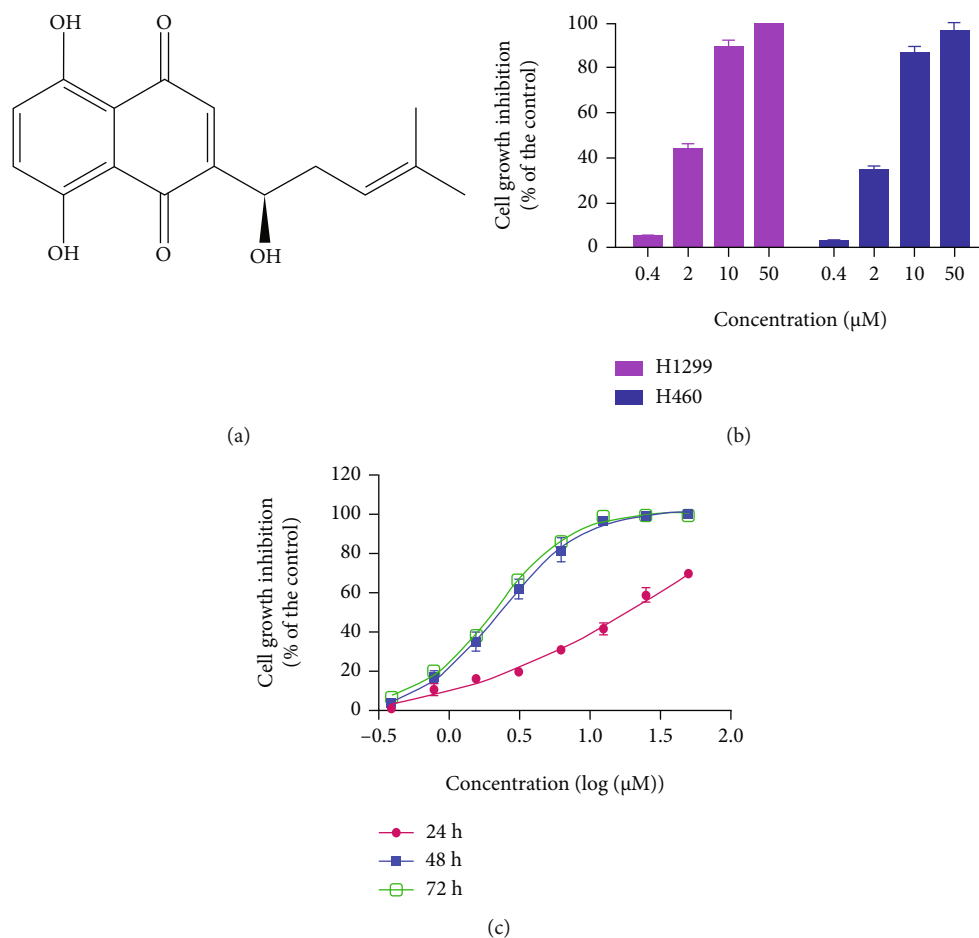 OH
O
OH
O
OH
(a)
Cell growth inhibition
(% of the control)
100
80
60
40
20
0
0.4 2 10 50 0.4 2 10 50
Concentration (μM)
H1299
H460
(b)
Cell growth inhibition
(% of the control)
120
100
80
60
40
20
0
–0.5 0.0 0.5 1.0 1.5 2.0
Concentration (log (μM))
24 h
48 h
72 h
(c)